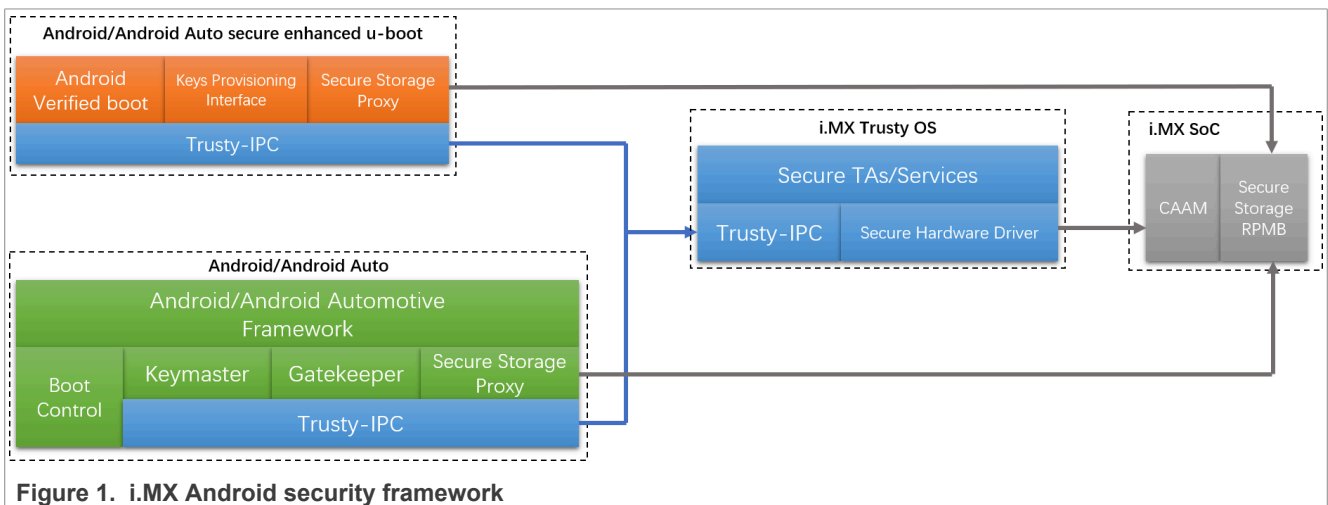 Android/Android Auto secure enhanced u-boot
Android
Verified boot
Keys Provisioning
Interface
Secure Storage
Proxy
Trusty-IPC
i.MX Trusty OS
Secure TAs/Services
Trusty-IPC
Secure Hardware Driver
i.MX SoC
CAAM
Secure
Storage
RPMB
Android/Android Auto
Android/Android Automotive
Framework
Boot
Control
Keymaster
Gatekeeper
Secure Storage
Proxy
Trusty-IPC
Figure 1. i.MX Android security framework